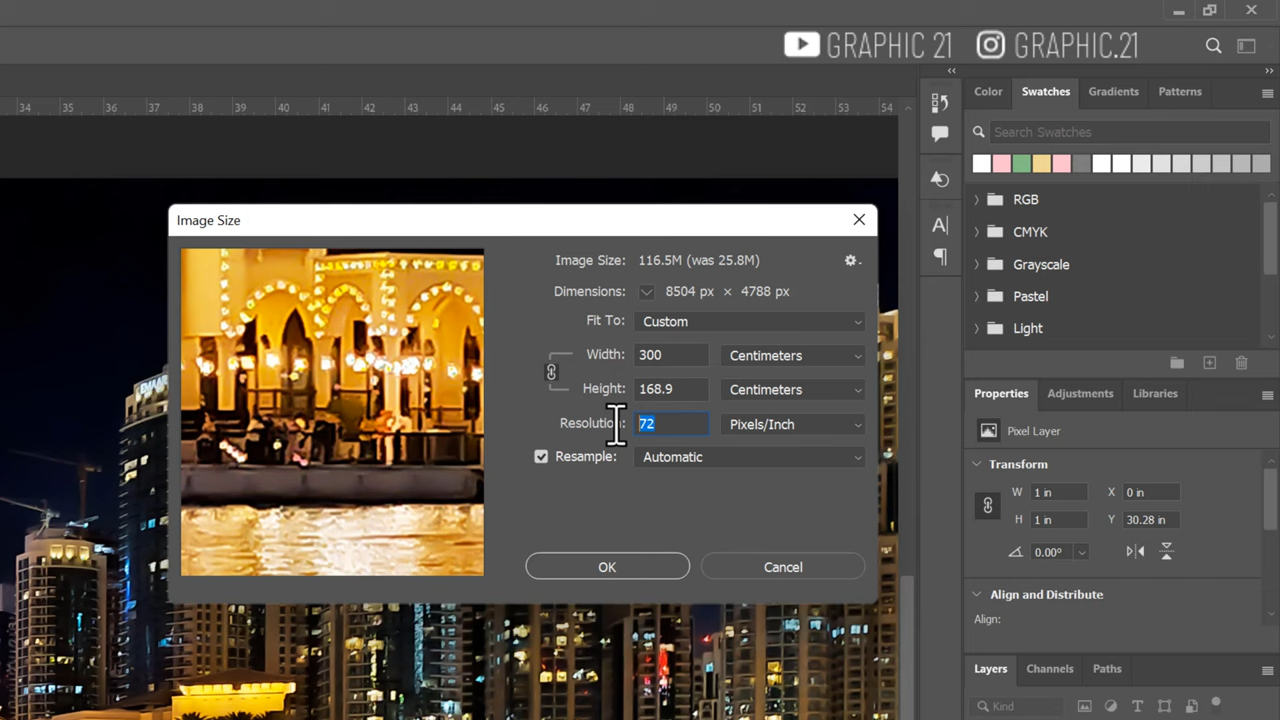 GRAPHIC 21 GRAPHIC.21
34 35 36 37 38 39 40 41 42 43 44 45 46 47 48 49 50 51 52 53 54
Color Swatches Gradients Patterns
Search Swatches
RGB
CMYK
Grayscale
Pastel
Light
Image Size
Image Size: 116.5M (was 25.8M)
Dimensions: 8504 px × 4788 px
Fit To: Custom
Width: 300 Centimeters
Height: 168.9 Centimeters
Resolution: 72 Pixels/Inch
Resample: Automatic
OK Cancel
EMAAR
Properties Adjustments Libraries
Pixel Layer
Transform
W 1 in X 0 in
H 1 in Y 30.28 in
0.00°
Align and Distribute
Align:
Layers Channels Paths
Kind